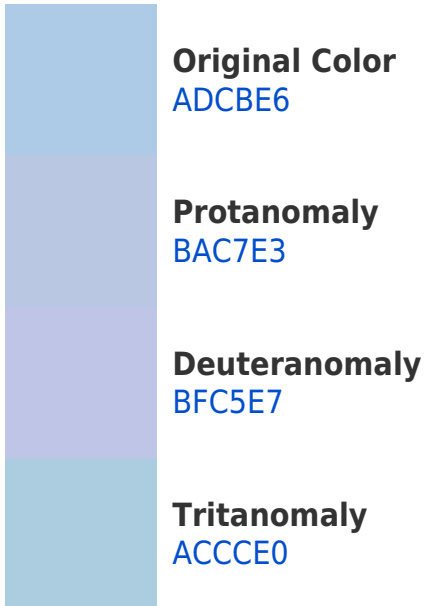 Original Color
ADCBE6
Protanomaly
BAC7E3
Deuteranomaly
BFC5E7
Tritanomaly
ACCCE0